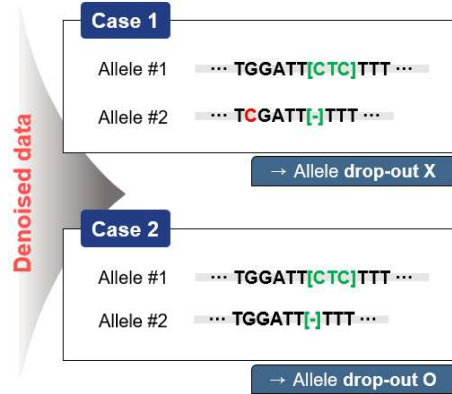 Denoised data
Case 1
Allele #1 ··· TGGATT[CTC]TTT ···
Allele #2 ··· TCGATT[-]TTT ···
→ Allele drop-out X
Case 2
Allele #1 ··· TGGATT[CTC]TTT ···
Allele #2 ··· TGGATT[-]TTT ···
→ Allele drop-out O